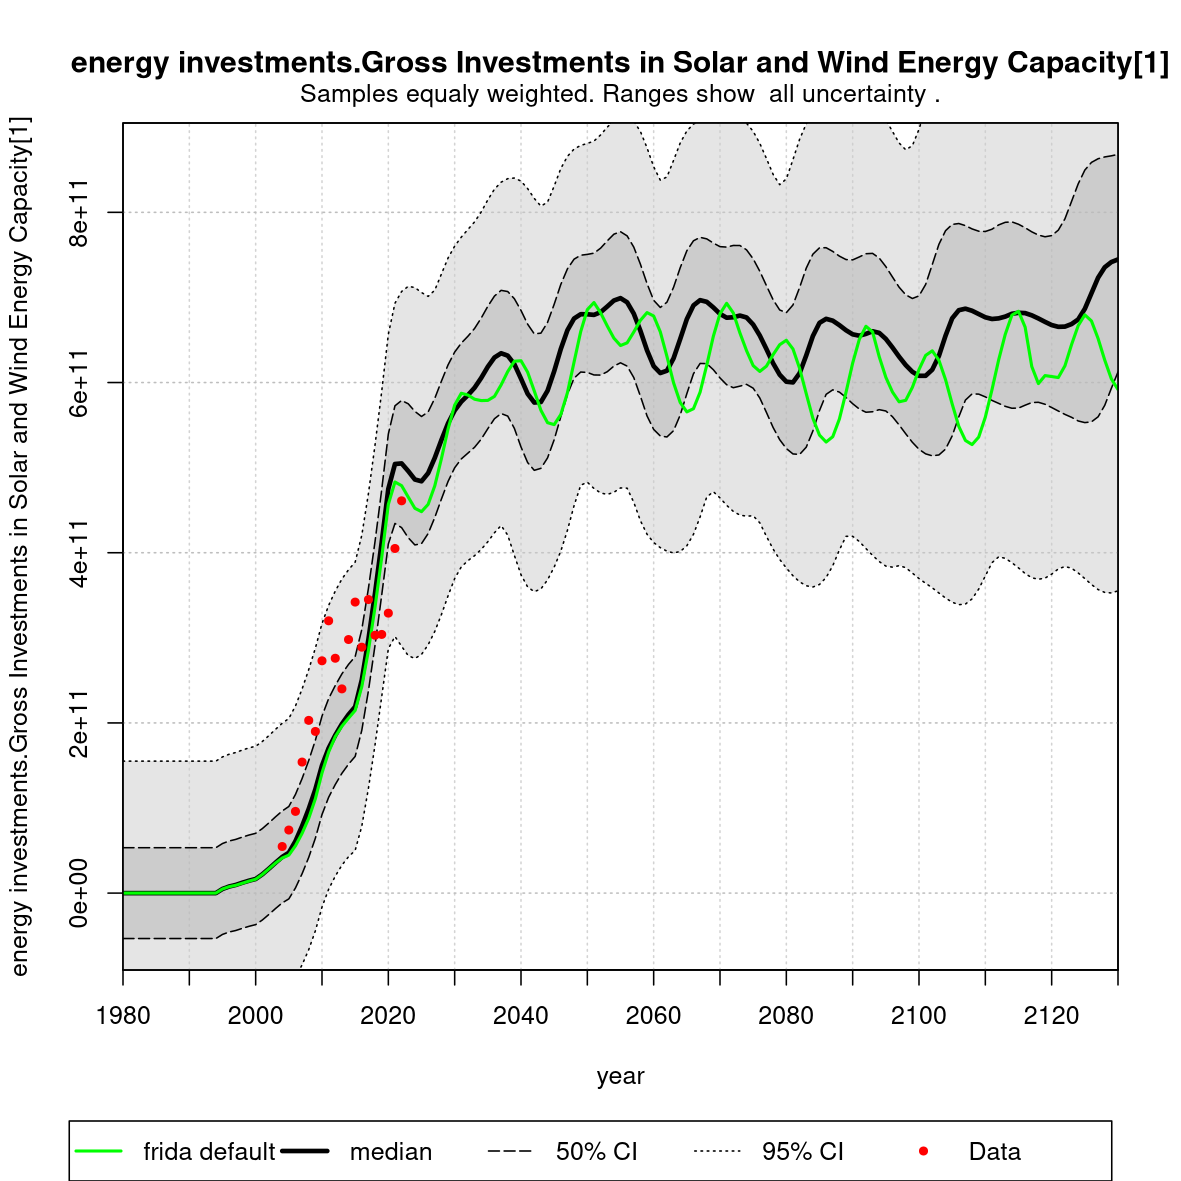 energy investments.Gross Investments in Solar and Wind Energy Capacity[1]
Samples equaly weighted. Ranges show  all uncertainty .
energy investments.Gross Investments in Solar and Wind Energy Capacity[1]
8e+11
6e+11
4e+11
2e+11
0e+00
1980 2000 2020 2040 2060 2080 2100 2120
year
frida default median 50% CI 95% CI Data